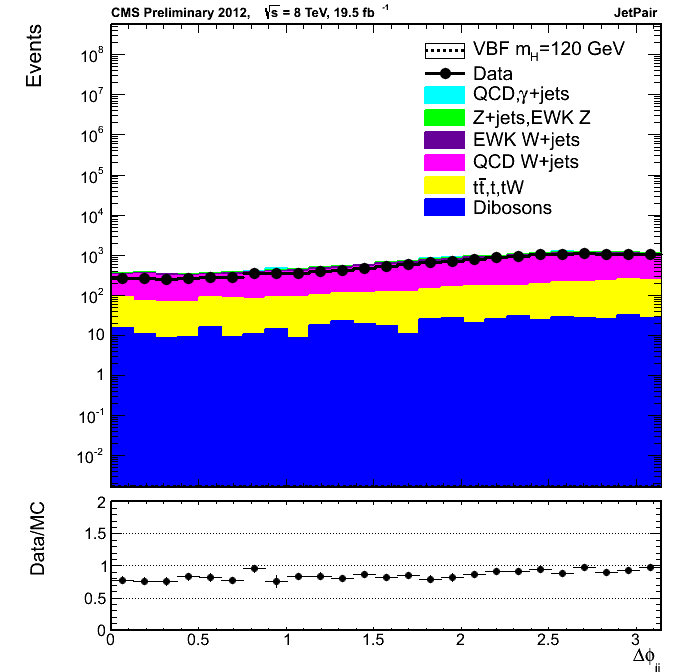 CMS Preliminary 2012, √s = 8 TeV, 19.5 fb⁻¹ JetPair
Events
VBF m_H=120 GeV
Data
QCD,γ+jets
Z+jets,EWK Z
EWK W+jets
QCD W+jets
tt̅,t,tW
Dibosons
10⁸
10⁷
10⁶
10⁵
10⁴
10³
10²
10
1
10⁻¹
10⁻²
Data/MC
2
1.5
1
0.5
0
0 0.5 1 1.5 2 2.5 3
Δϕ_jj